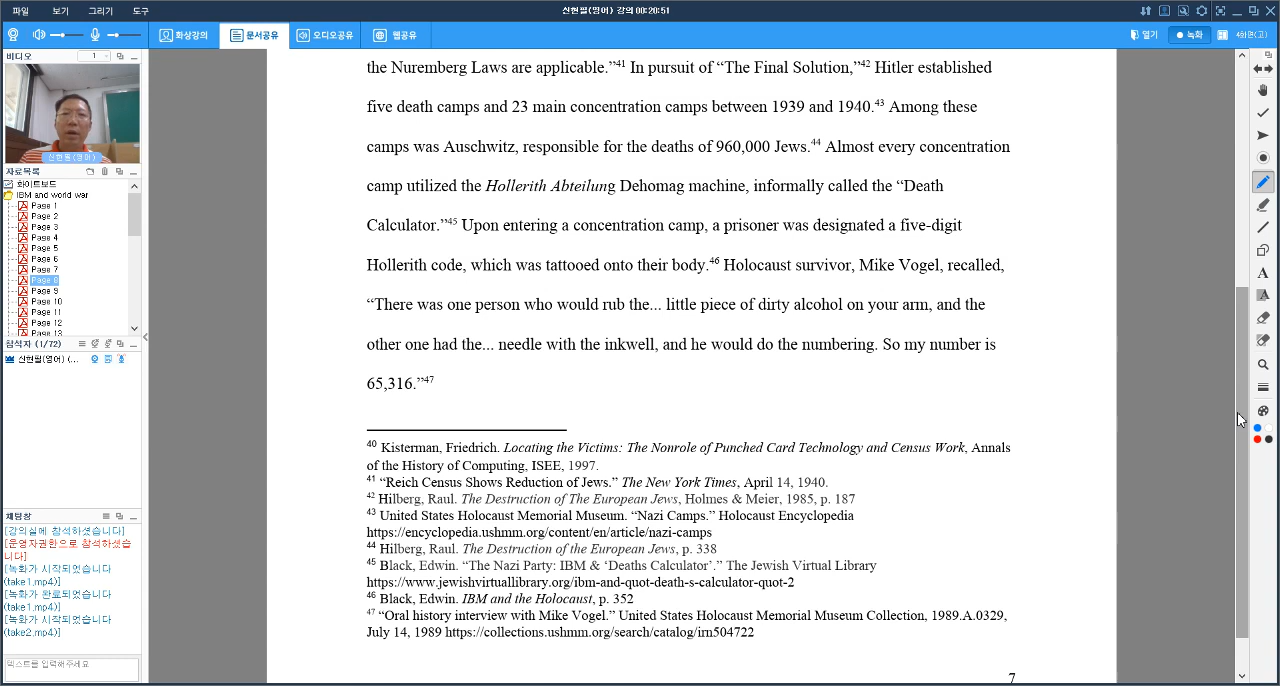 파일 보기 그리기 도구 신현필(영어) 강의 00:20:51
화상강의 문서공유 오디오공유 웹공유 열기 녹화 4화면(고)
비디오 1
신현필(영어)
자료목록
화이트보드
IBM and world war
Page 1
Page 2
Page 3
Page 4
Page 5
Page 6
Page 7
Page 8
Page 9
Page 10
Page 11
Page 12
Page 13
참석자 (1/72)
신현필(영어) (...
채팅창
[강의실에 참석하셨습니다]
[운영자권한으로 참석하셨습
니다]
[녹화가 시작되었습니다
(take1.mp4)]
[녹화가 완료되었습니다
(take1.mp4)]
[녹화가 시작되었습니다
(take2.mp4)]
텍스트를 입력해주세요
the Nuremberg Laws are applicable.”41 In pursuit of “The Final Solution,”42 Hitler established
five death camps and 23 main concentration camps between 1939 and 1940.43 Among these
camps was Auschwitz, responsible for the deaths of 960,000 Jews.44 Almost every concentration
camp utilized the Hollerith Abteilung Dehomag machine, informally called the “Death
Calculator.”45 Upon entering a concentration camp, a prisoner was designated a five-digit
Hollerith code, which was tattooed onto their body.46 Holocaust survivor, Mike Vogel, recalled,
“There was one person who would rub the... little piece of dirty alcohol on your arm, and the
other one had the... needle with the inkwell, and he would do the numbering. So my number is
65,316.”47
40 Kisterman, Friedrich. Locating the Victims: The Nonrole of Punched Card Technology and Census Work, Annals
of the History of Computing, ISEE, 1997.
41 “Reich Census Shows Reduction of Jews.” The New York Times, April 14, 1940.
42 Hilberg, Raul. The Destruction of The European Jews, Holmes & Meier, 1985, p. 187
43 United States Holocaust Memorial Museum. “Nazi Camps.” Holocaust Encyclopedia
https://encyclopedia.ushmm.org/content/en/article/nazi-camps
44 Hilberg, Raul. The Destruction of the European Jews, p. 338
45 Black, Edwin. “The Nazi Party: IBM & ‘Deaths Calculator’.” The Jewish Virtual Library
https://www.jewishvirtuallibrary.org/ibm-and-quot-death-s-calculator-quot-2
46 Black, Edwin. IBM and the Holocaust, p. 352
47 “Oral history interview with Mike Vogel.” United States Holocaust Memorial Museum Collection, 1989.A.0329,
July 14, 1989 https://collections.ushmm.org/search/catalog/irn504722
7
A
A